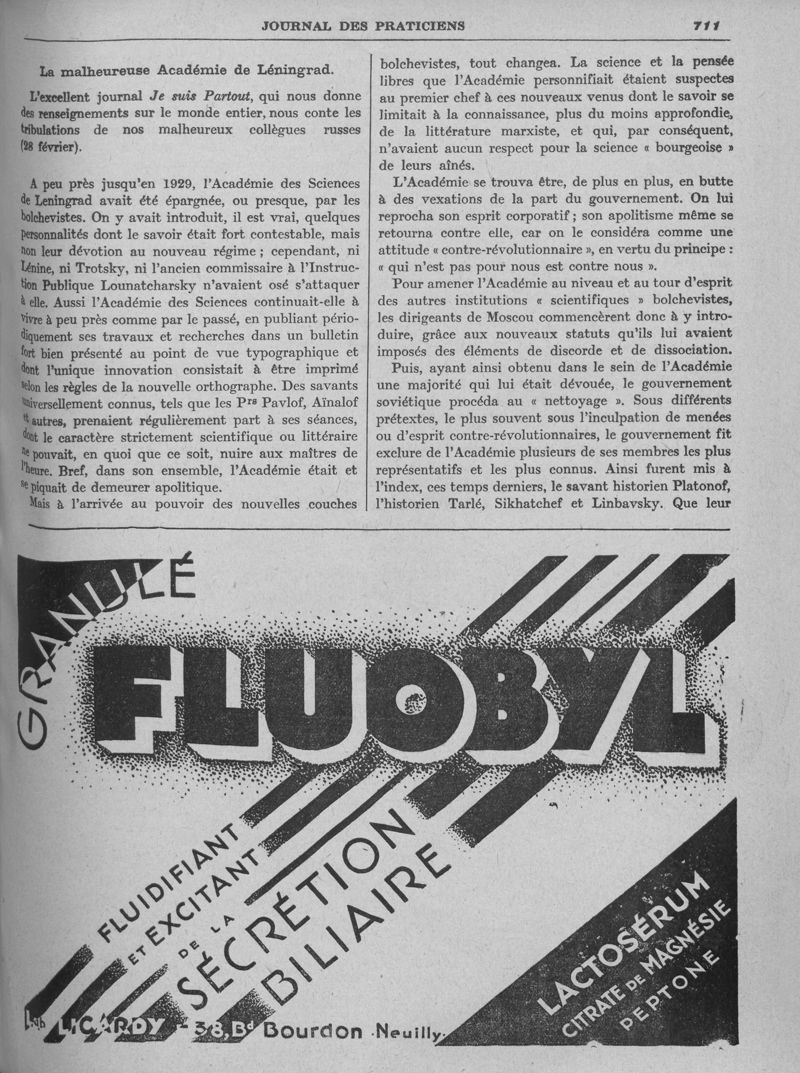 JOURNAL DES PRATICIENS 711
La malheureuse Académie de Léningrad.
L'excellent journal Je suis Partout, qui nous donne
des renseignements sur le monde entier, nous conte les
tribulations de nos malheureux collègues russes
(28 février).
A peu près jusqu'en 1929, l'Académie des Sciences
de Leningrad avait été épargnée, ou presque, par les
bolchevistes. On y avait introduit, il est vrai, quelques
personnalités dont le savoir était fort contestable, mais
non leur dévotion au nouveau régime ; cependant, ni
Lénine, ni Trotsky, ni l'ancien commissaire à l'Instruc-
tion Publique Lounatcharsky n'avaient osé s'attaquer
à elle. Aussi l'Académie des Sciences continuait-elle à
vivre à peu près comme par le passé, en publiant pério-
diquement ses travaux et recherches dans un bulletin
fort bien présenté au point de vue typographique et
dont l'unique innovation consistait à être imprimé
selon les règles de la nouvelle orthographe. Des savants
universellement connus, tels que les Prs Pavlof, Aïnalof
et autres, prenaient régulièrement part à ses séances,
dont le caractère strictement scientifique ou littéraire
ne pouvait, en quoi que ce soit, nuire aux maîtres de
l'heure. Bref, dans son ensemble, l'Académie était et
se piquait de demeurer apolitique.
Mais à l'arrivée au pouvoir des nouvelles couches
bolchevistes, tout changea. La science et la pensée
libres que l'Académie personnifiait étaient suspectes
au premier chef à ces nouveaux venus dont le savoir se
limitait à la connaissance, plus du moins approfondie,
de la littérature marxiste, et qui, par conséquent,
n'avaient aucun respect pour la science « bourgeoise »
de leurs aînés.
L'Académie se trouva être, de plus en plus, en butte
à des vexations de la part du gouvernement. On lui
reprocha son esprit corporatif ; son apolitisme même se
retourna contre elle, car on le considéra comme une
attitude « contre-révolutionnaire », en vertu du principe :
« qui n'est pas pour nous est contre nous ».
Pour amener l'Académie au niveau et au tour d'esprit
des autres institutions « scientifiques » bolchevistes,
les dirigeants de Moscou commencèrent donc à y intro-
duire, grâce aux nouveaux statuts qu'ils lui avaient
imposés des éléments de discorde et de dissociation.
Puis, ayant ainsi obtenu dans le sein de l'Académie
une majorité qui lui était dévouée, le gouvernement
soviétique procéda au « nettoyage ». Sous différents
prétextes, le plus souvent sous l'inculpation de menées
ou d'esprit contre-révolutionnaires, le gouvernement fit
exclure de l'Académie plusieurs de ses membres les plus
représentatifs et les plus connus. Ainsi furent mis à
l'index, ces temps derniers, le savant historien Platonof,
l'historien Tarlé, Sikhatchef et Linbavsky. Que leur
GRANULÉ
FLUOBYL
FLUIDIFIANT
ET EXCITANT
DE LA
SÉCRÉTION
BILIAIRE
LACTOSÉRUM
CITRATE DE MAGNÉSIE
PEPTONE
Lab LICARDY - 38, Bd Bourdon - Neuilly.